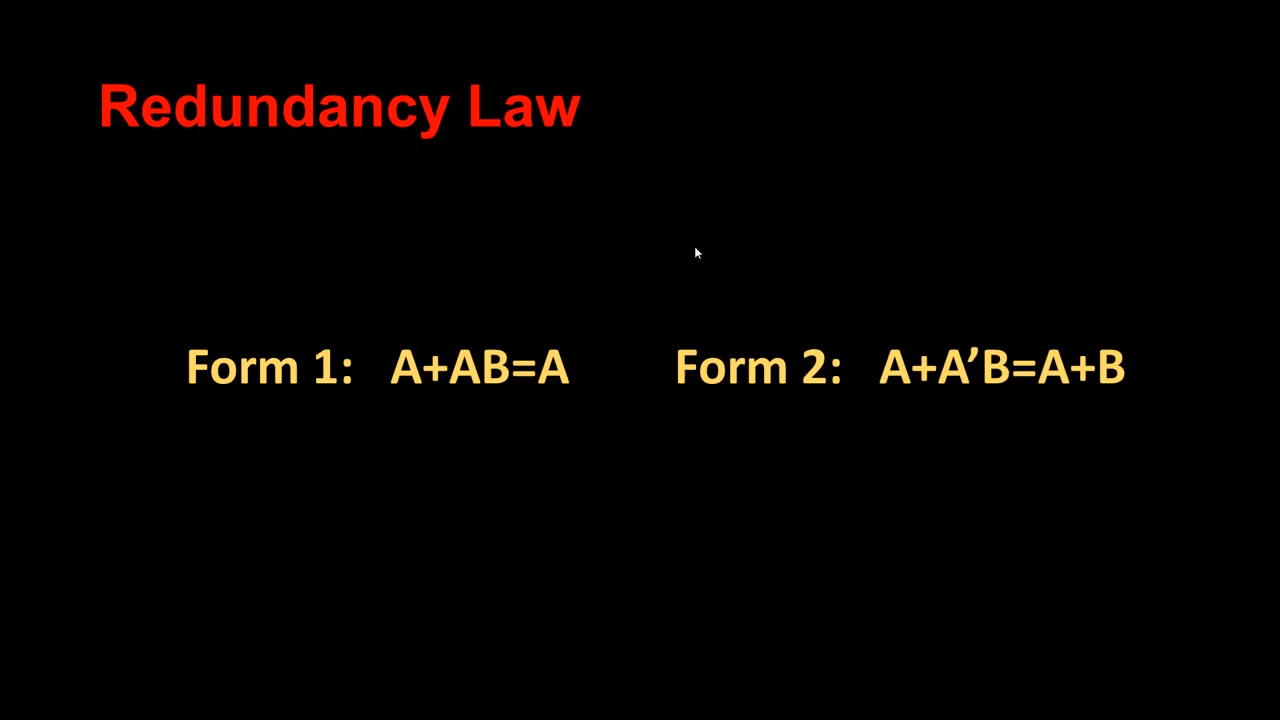 Redundancy Law
Form 1: A+AB=A
Form 2: A+A’B=A+B